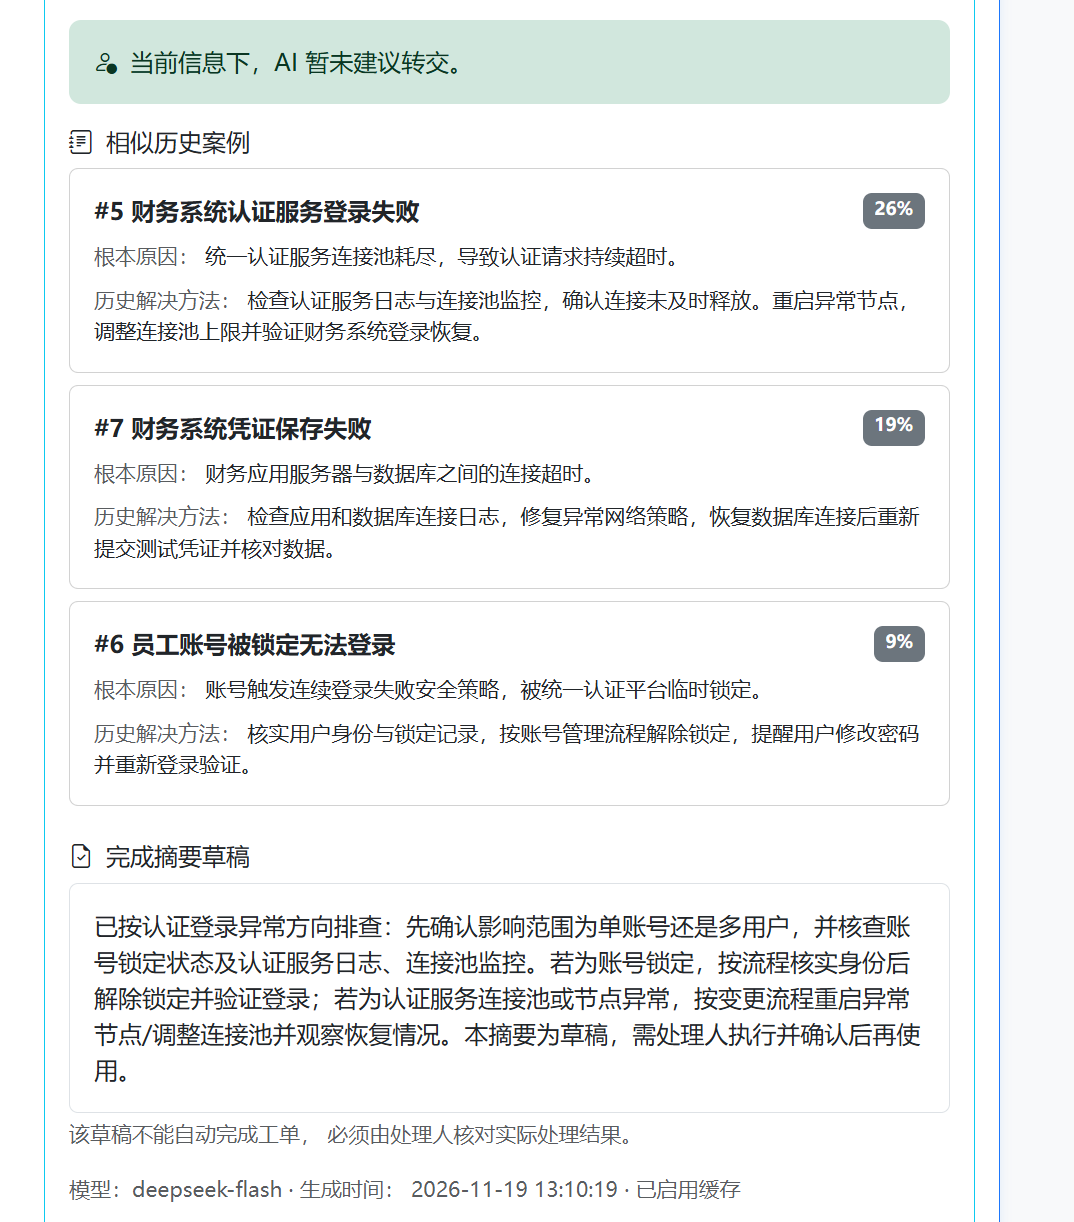 当前信息下，AI 暂未建议转交。
相似历史案例
#5 财务系统认证服务登录失败
26%
根本原因： 统一认证服务连接池耗尽，导致认证请求持续超时。
历史解决方法： 检查认证服务日志与连接池监控，确认连接未及时释放。重启异常节点，
调整连接池上限并验证财务系统登录恢复。
#7 财务系统凭证保存失败
19%
根本原因： 财务应用服务器与数据库之间的连接超时。
历史解决方法： 检查应用和数据库连接日志，修复异常网络策略，恢复数据库连接后重新
提交测试凭证并核对数据。
#6 员工账号被锁定无法登录
9%
根本原因： 账号触发连续登录失败安全策略，被统一认证平台临时锁定。
历史解决方法： 核实用户身份与锁定记录，按账号管理流程解除锁定，提醒用户修改密码
并重新登录验证。
完成摘要草稿
已按认证登录异常方向排查：先确认影响范围为单账号还是多用户，并核查账
号锁定状态及认证服务日志、连接池监控。若为账号锁定，按流程核实身份后
解除锁定并验证登录；若为认证服务连接池或节点异常，按变更流程重启异常
节点/调整连接池并观察恢复情况。本摘要为草稿，需处理人执行并确认后再使
用。
该草稿不能自动完成工单， 必须由处理人核对实际处理结果。
模型：deepseek-flash · 生成时间： 2026-11-19 13:10:19 · 已启用缓存